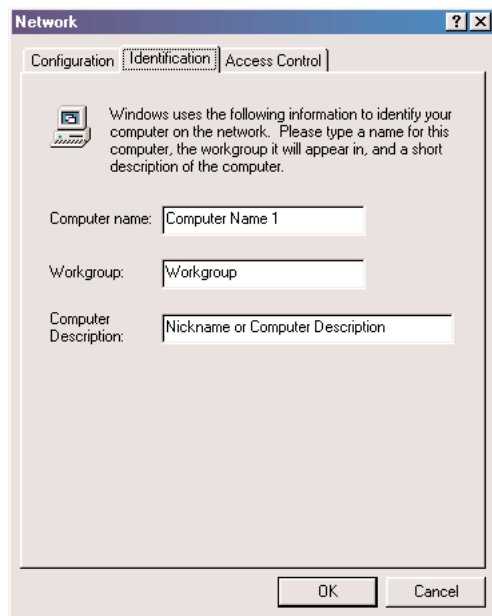 Network
Configuration Identification Access Control
Windows uses the following information to identify your
computer on the network.  Please type a name for this
computer, the workgroup it will appear in, and a short
description of the computer.
Computer name: Computer Name 1
Workgroup: Workgroup
Computer
Description: Nickname or Computer Description
OK Cancel